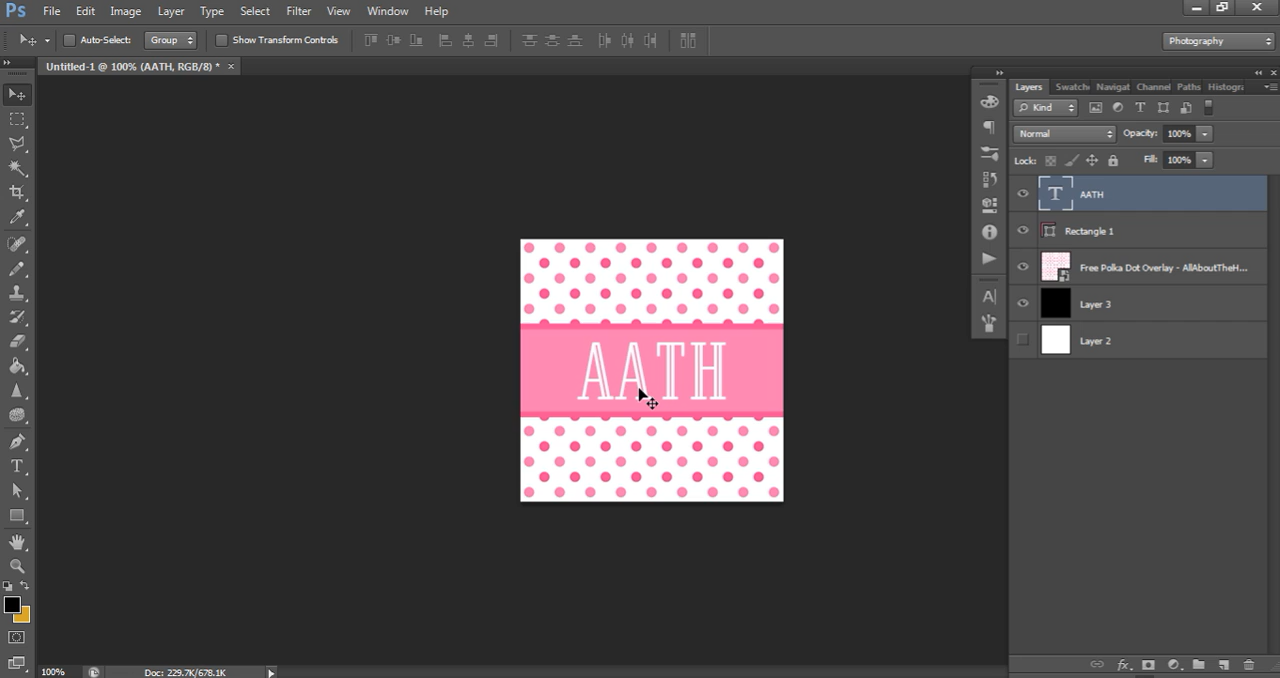 Ps File Edit Image Layer Type Select Filter View Window Help
Auto-Select: Group Show Transform Controls Photography
Untitled-1 @ 100% (AATH, RGB/8) * ×
Layers Swatch Navigat Channel Paths Histogra
Kind T
Normal Opacity: 100%
Lock: Fill: 100%
T AATH
Rectangle 1
Free Polka Dot Overlay - AllAboutTheH...
Layer 3
Layer 2
AATH
100% Doc: 229.7K/678.1K fx